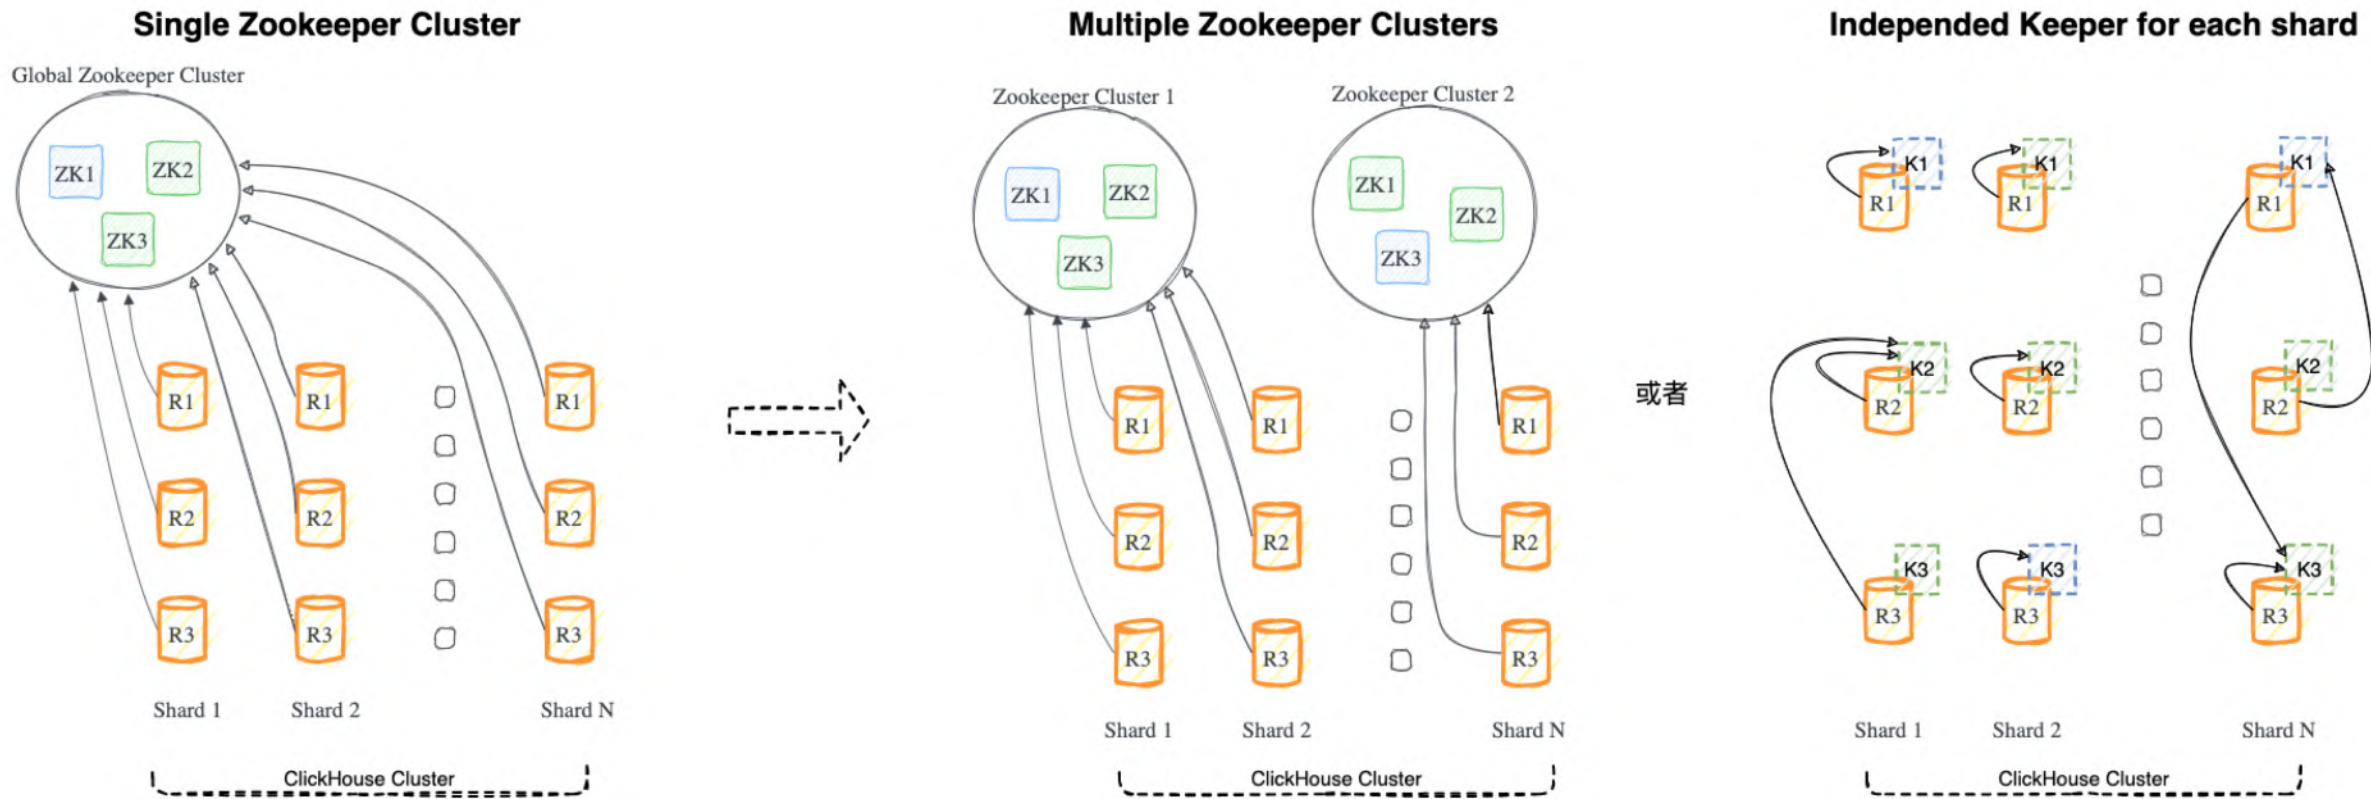 Single Zookeeper Cluster
Global Zookeeper Cluster
ZK1
ZK2
ZK3
R1
R1
R1
R2
R2
R2
R3
R3
R3
Shard 1
Shard 2
Shard N
ClickHouse Cluster
Multiple Zookeeper Clusters
Zookeeper Cluster 1
Zookeeper Cluster 2
ZK1
ZK2
ZK3
ZK1
ZK2
ZK3
R1
R1
R1
R2
R2
R2
R3
R3
R3
Shard 1
Shard 2
Shard N
ClickHouse Cluster
或者
Independed Keeper for each shard
K1
R1
K1
R1
K1
R1
K2
R2
K2
R2
K2
R2
K3
R3
K3
R3
K3
R3
Shard 1
Shard 2
Shard N
ClickHouse Cluster